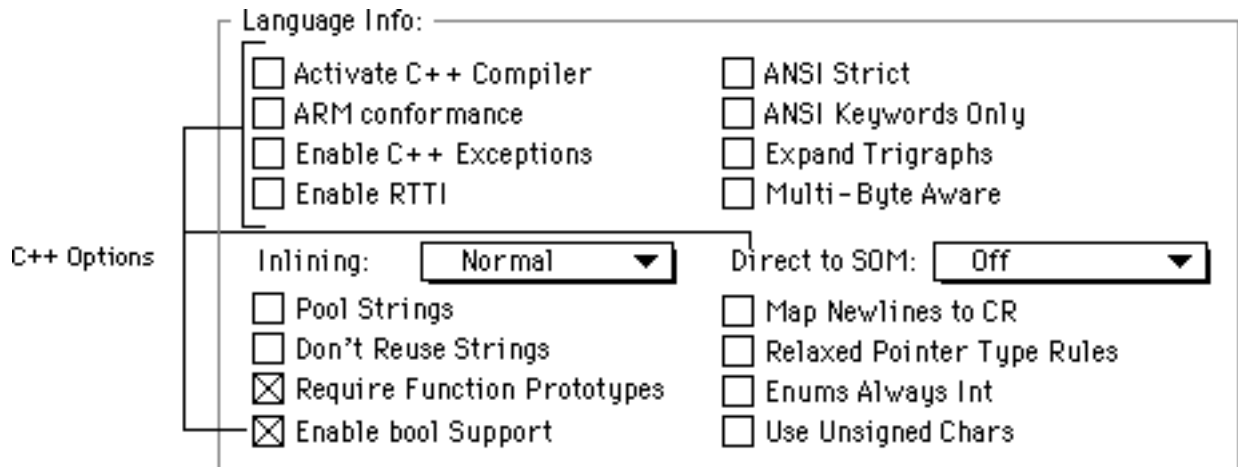 Language Info:
Activate C++ Compiler
ANSI Strict
ARM conformance
ANSI Keywords Only
Enable C++ Exceptions
Expand Trigraphs
Enable RTTI
Multi-Byte Aware
C++ Options
Inlining:
Normal
Direct to SOM:
Off
Pool Strings
Map Newlines to CR
Don't Reuse Strings
Relaxed Pointer Type Rules
Require Function Prototypes
Enums Always Int
Enable bool Support
Use Unsigned Chars